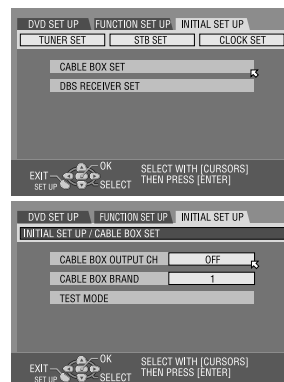 DVD SET UP FUNCTION SET UP INITIAL SET UP
TUNER SET STB SET CLOCK SET
CABLE BOX SET
DBS RECEIVER SET
EXIT OK SELECT WITH [CURSORS]
SET UP SELECT THEN PRESS [ENTER]
DVD SET UP FUNCTION SET UP INITIAL SET UP
INITIAL SET UP / CABLE BOX SET
CABLE BOX OUTPUT CH OFF
CABLE BOX BRAND 1
TEST MODE
EXIT OK SELECT WITH [CURSORS]
SET UP SELECT THEN PRESS [ENTER]